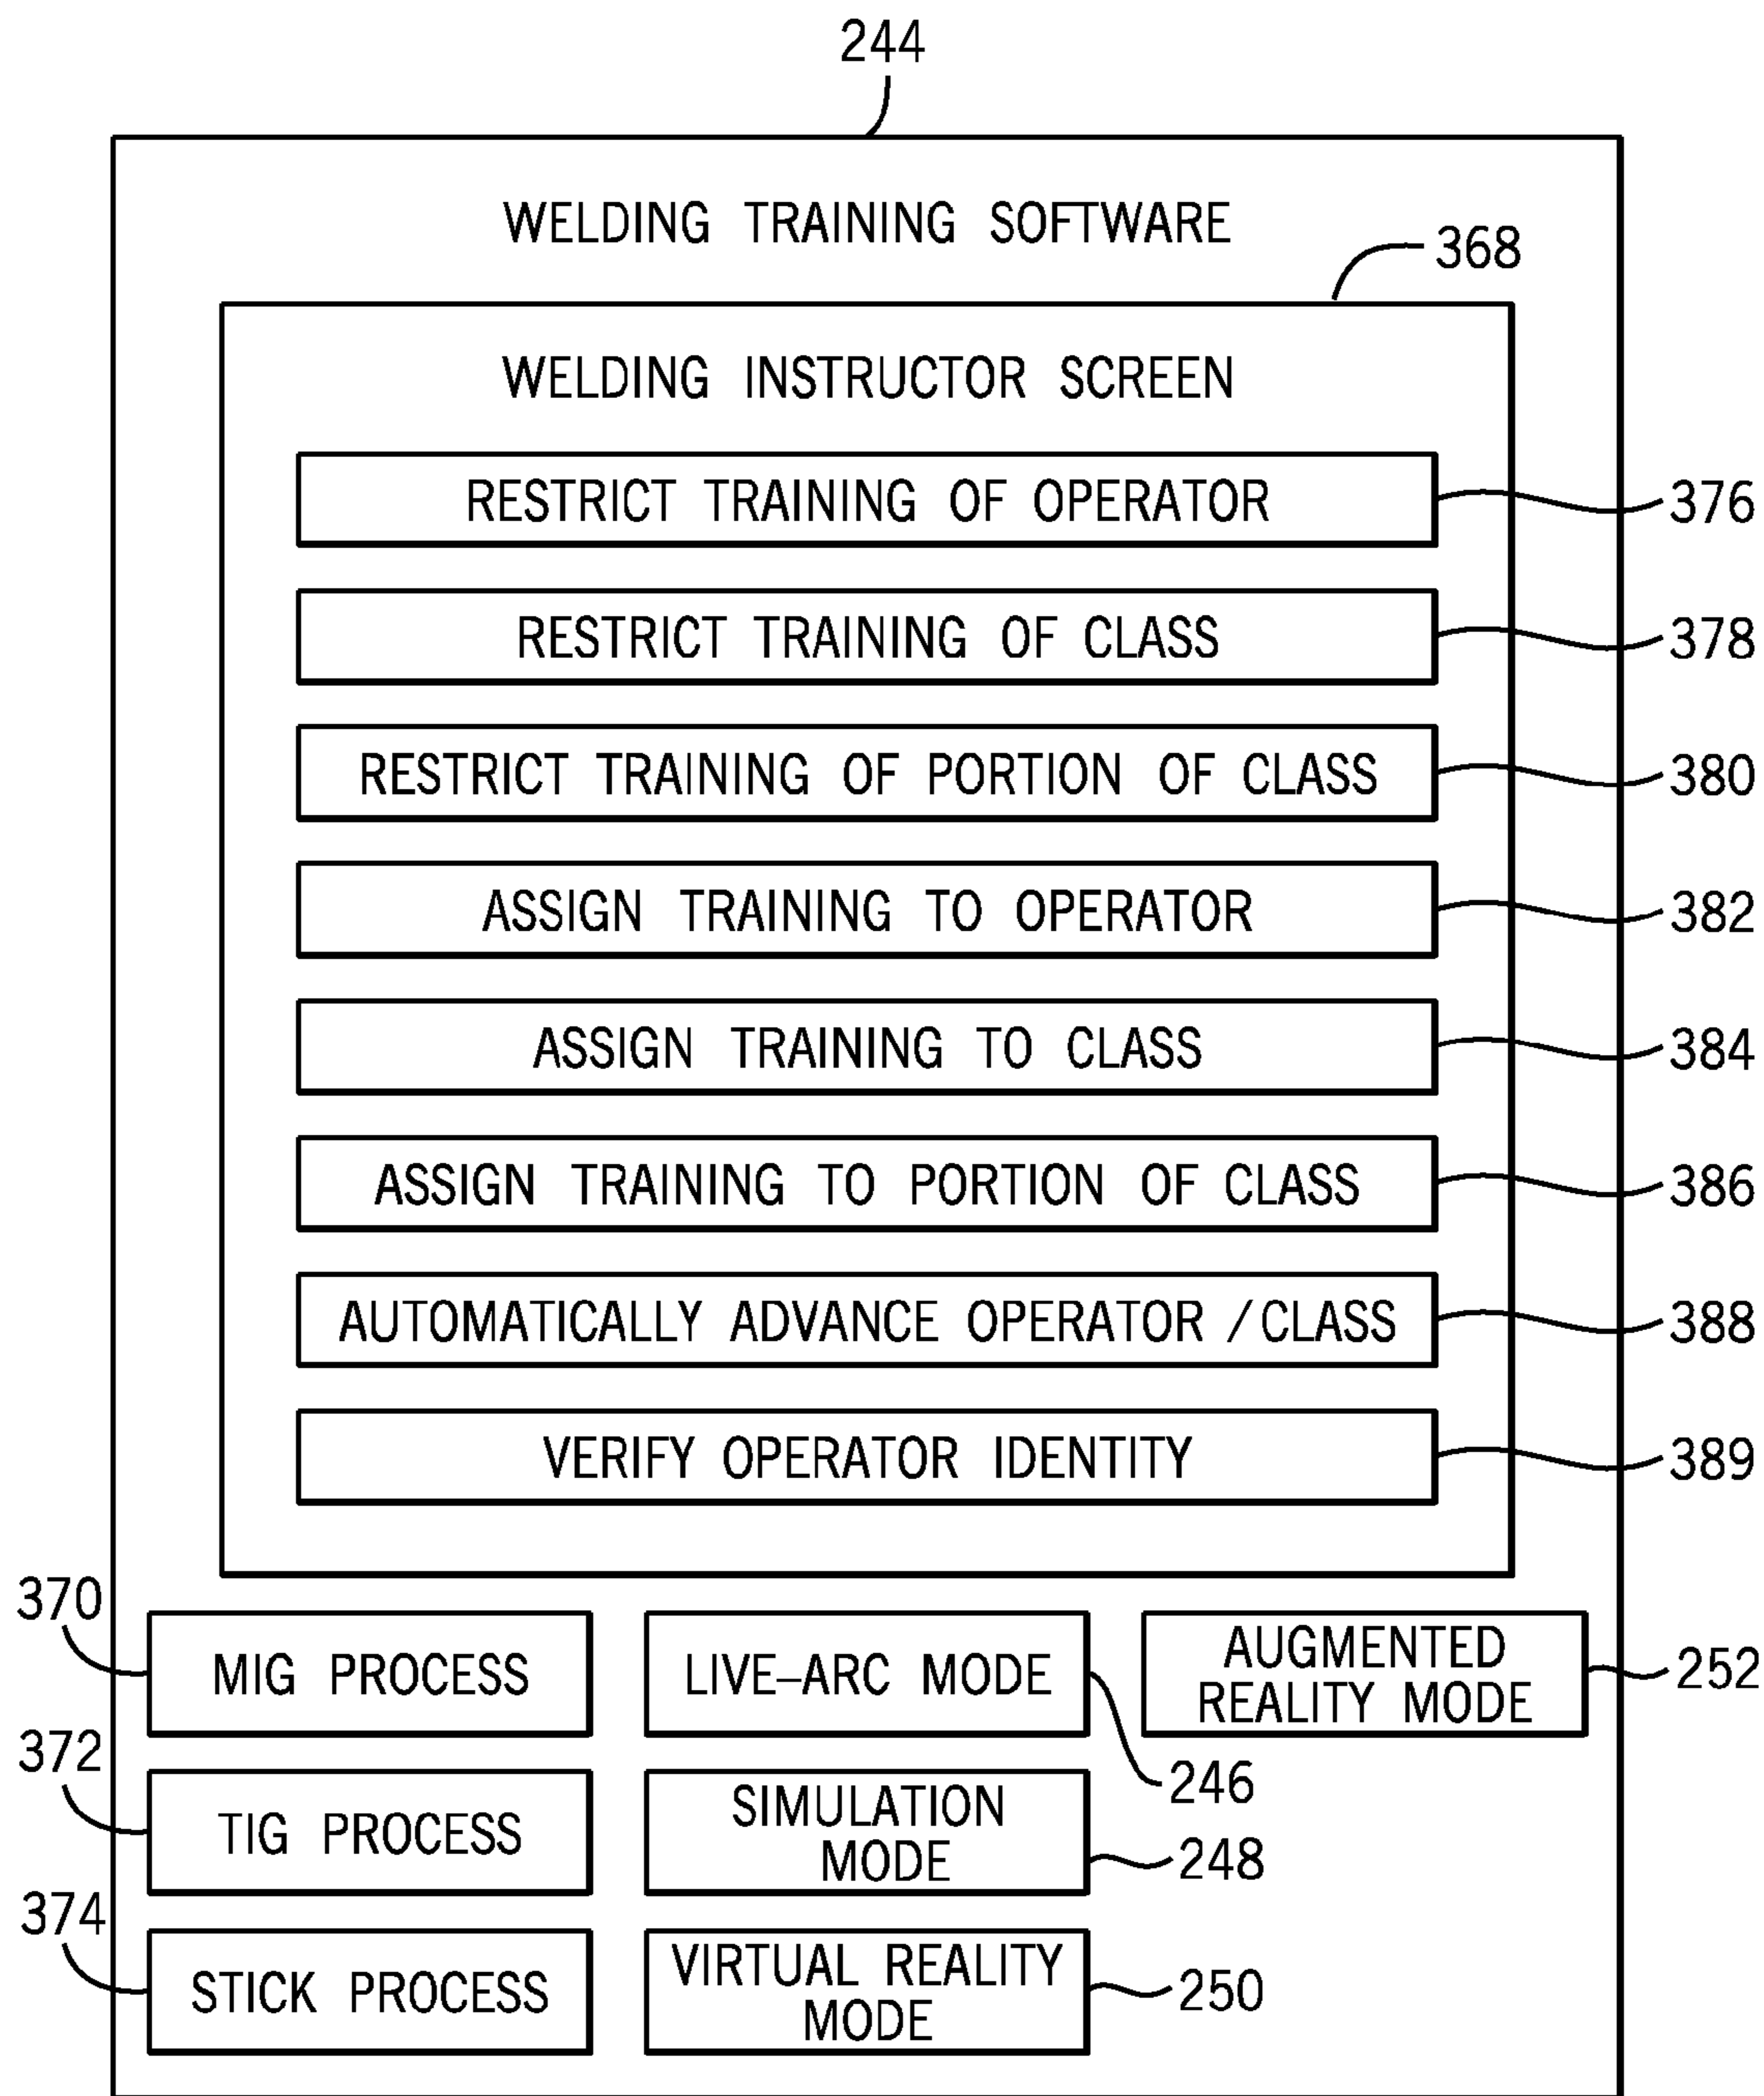 244
WELDING TRAINING SOFTWARE
368
WELDING INSTRUCTOR SCREEN
RESTRICT TRAINING OF OPERATOR
376
RESTRICT TRAINING OF CLASS
378
RESTRICT TRAINING OF PORTION OF CLASS
380
ASSIGN TRAINING TO OPERATOR
382
ASSIGN TRAINING TO CLASS
384
ASSIGN TRAINING TO PORTION OF CLASS
386
AUTOMATICALLY ADVANCE OPERATOR /CLASS
388
VERIFY OPERATOR IDENTITY
389
370
MIG PROCESS
LIVE–ARC MODE
246
AUGMENTED
REALITY MODE
252
372
TIG PROCESS
SIMULATION
MODE
248
374
STICK PROCESS
VIRTUAL REALITY
MODE
250